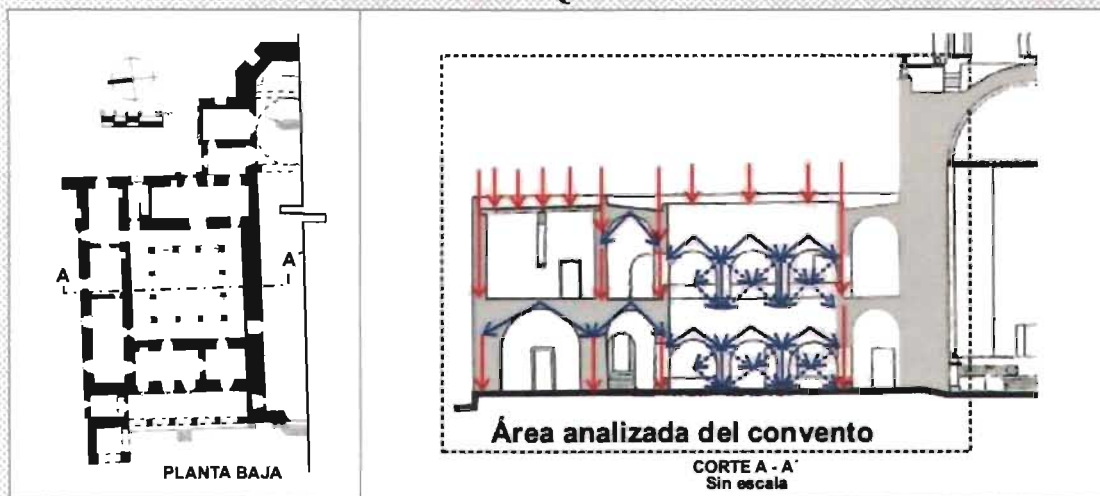 A
A
PLANTA BAJA
Área analizada del convento
CORTE A - A´
Sin escala